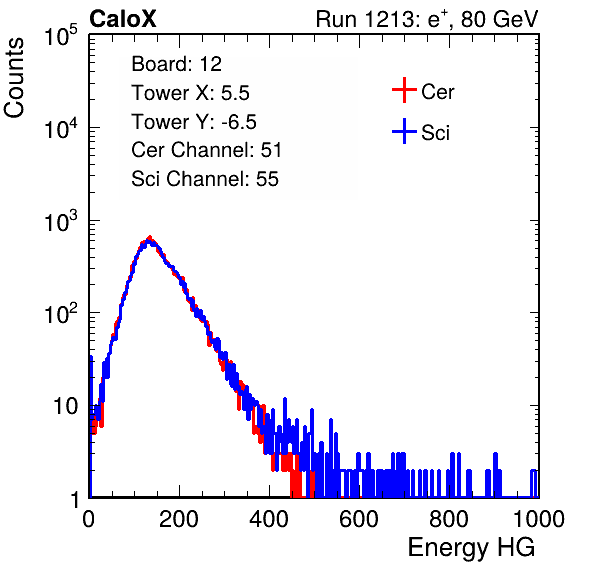 CaloX Run 1213: e⁺, 80 GeV
Counts
10⁵
10⁴
10³
10²
10
1
Board: 12
Tower X: 5.5
Tower Y: -6.5
Cer Channel: 51
Sci Channel: 55
Cer
Sci
0 200 400 600 800 1000
Energy HG